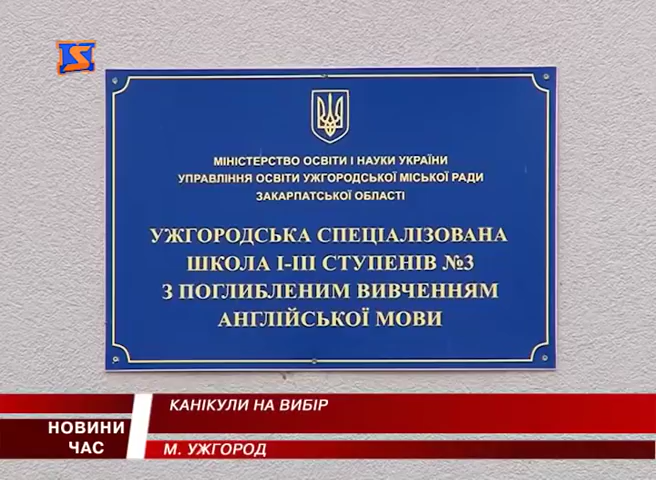 МІНІСТЕРСТВО ОСВІТИ І НАУКИ УКРАЇНИ
УПРАВЛІННЯ ОСВІТИ УЖГОРОДСЬКОЇ МІСЬКОЇ РАДИ
ЗАКАРПАТСЬКОЇ ОБЛАСТІ
УЖГОРОДСЬКА СПЕЦІАЛІЗОВАНА
ШКОЛА І-ІІІ СТУПЕНІВ №3
З ПОГЛИБЛЕНИМ ВИВЧЕННЯМ
АНГЛІЙСЬКОЇ МОВИ
КАНІКУЛИ НА ВИБІР
НОВИНИ
ЧАС
М. УЖГОРОД